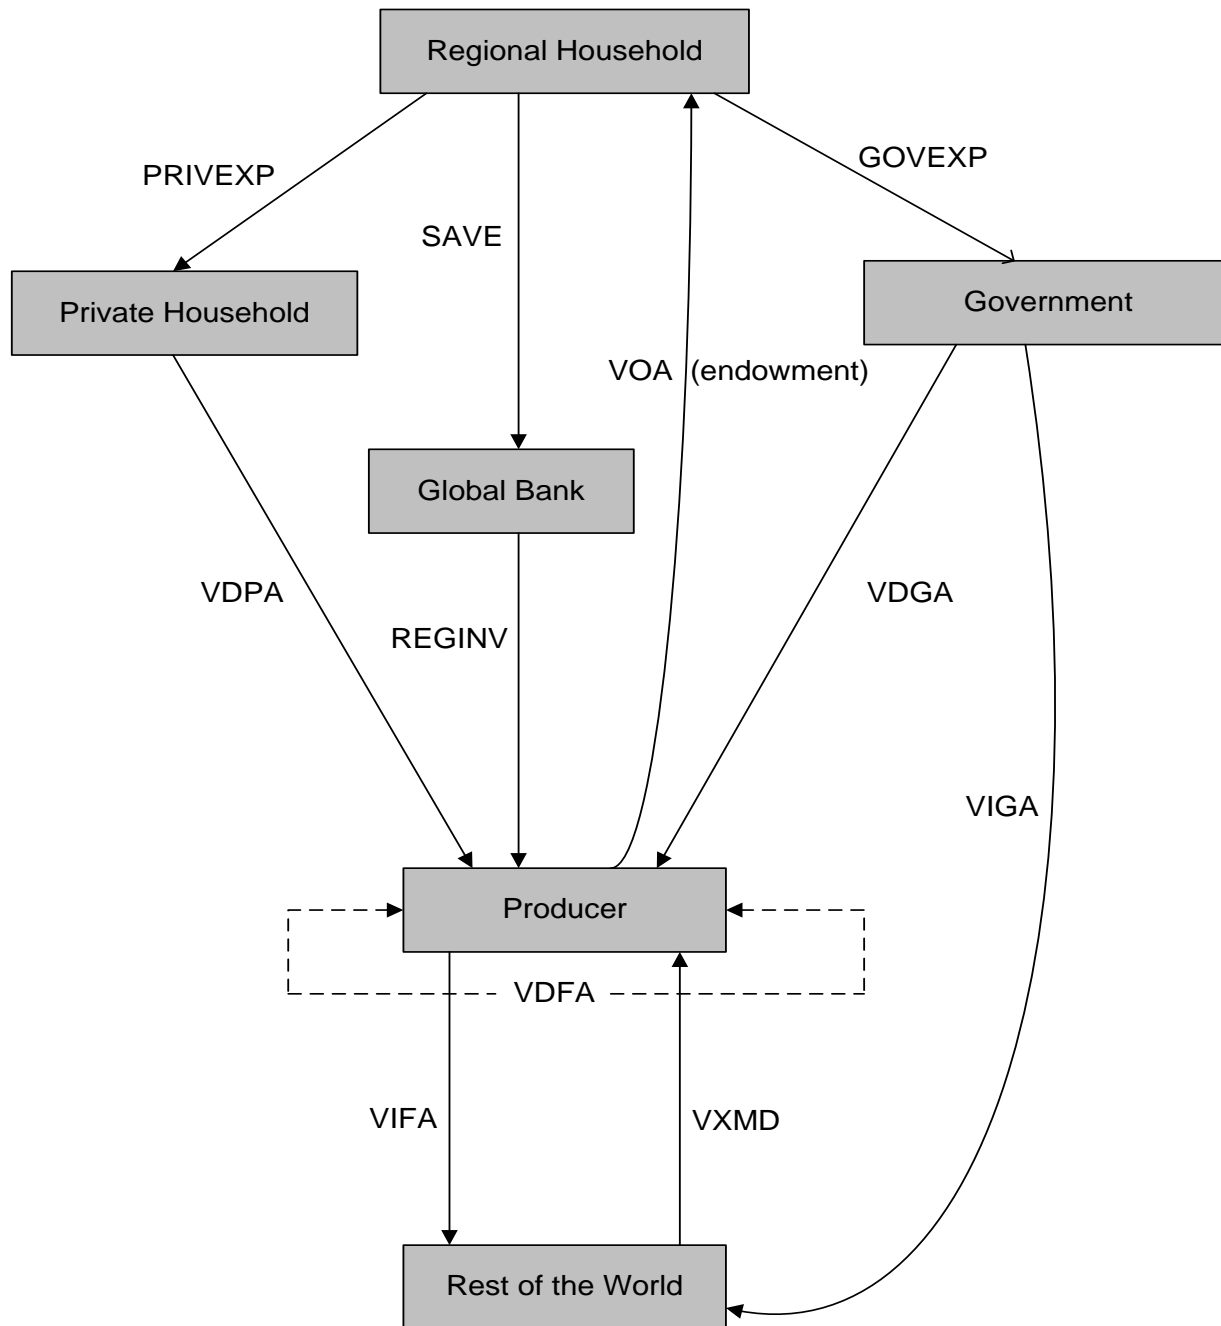 Regional Household
GOVEXP
PRIVEXP
SAVE
Private Household
Government
VOA (endowment)
Global Bank
VDPA
VDGA
REGINV
VIGA
Producer
VDFA
VIFA
VXMD
Rest of the World